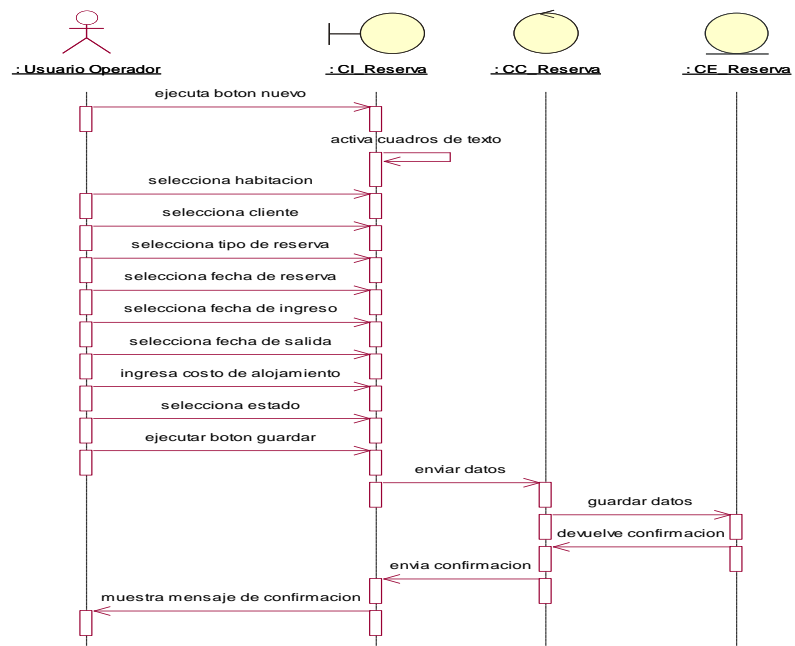 : Usuario Operador
: CI_Reserva
: CC_Reserva
: CE_Reserva
ejecuta boton nuevo
activa cuadros de texto
selecciona habitacion
selecciona cliente
selecciona tipo de reserva
selecciona fecha de reserva
selecciona fecha de ingreso
selecciona fecha de salida
ingresa costo de alojamiento
selecciona estado
ejecutar boton guardar
enviar datos
guardar datos
devuelve confirmacion
envia confirmacion
muestra mensaje de confirmacion